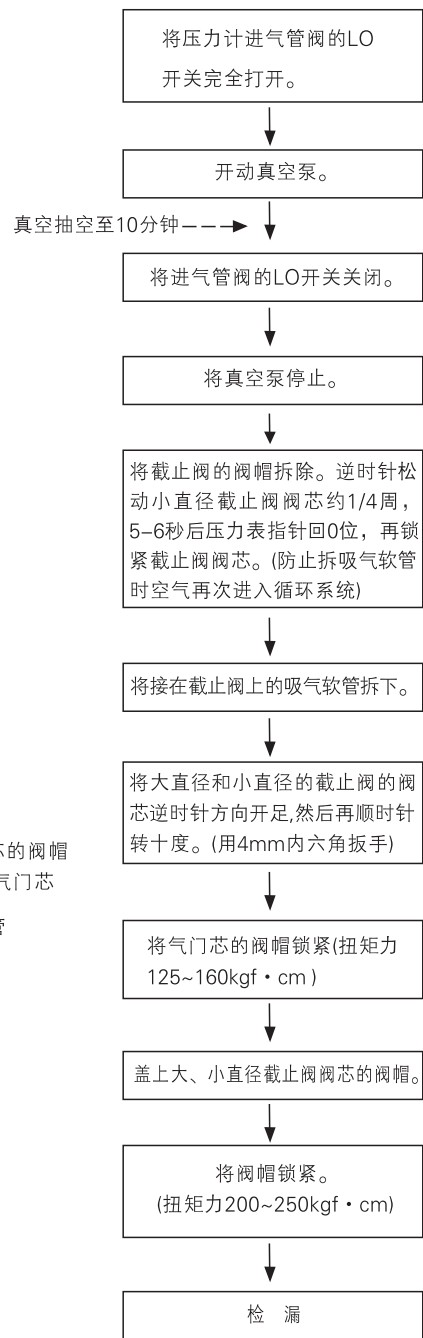 将压力计进气管阀的LO
开关完全打开。
开动真空泵。
真空抽空至10分钟
将进气管阀的LO开关关闭。
将真空泵停止。
将截止阀的阀帽拆除。逆时针松
动小直径截止阀阀芯约1/4周，
5-6秒后压力表指针回0位，再锁
紧截止阀阀芯。(防止拆吸气软管
时空气再次进入循环系统)
将接在截止阀上的吸气软管拆下。
将大直径和小直径的截止阀的阀
芯逆时针方向开足,然后再顺时针
转十度。(用4mm内六角扳手)
芯的阀帽
气门芯
管
将气门芯的阀帽锁紧(扭矩力
125~160kgf·cm)
盖上大、小直径截止阀阀芯的阀帽。
将阀帽锁紧。
(扭矩力200~250kgf·cm)
检 漏